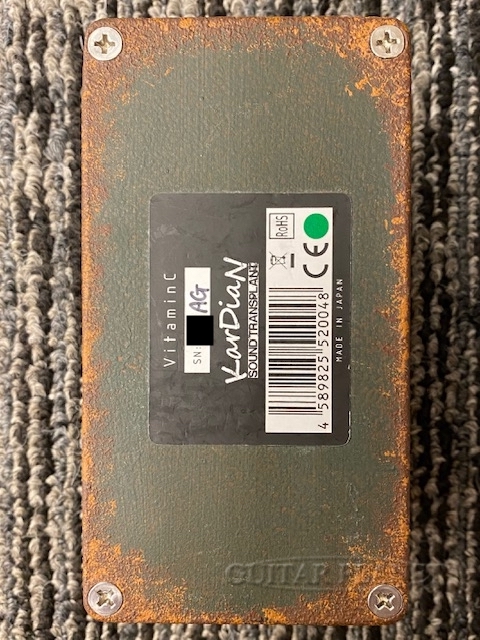 VitaminC
SN: AG
KarDiaN
SOUND TRANSPLANT
RoHS
CE
4 589825 520048
MADE IN JAPAN
GUITAR PLANET